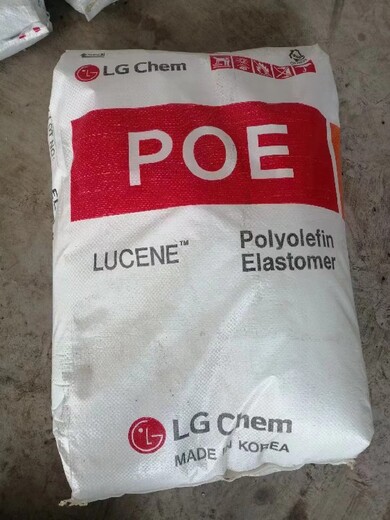 LG Chem
POE
LUCENE™
Polyolefin
Elastomer
LG Chem
MADE IN KOREA